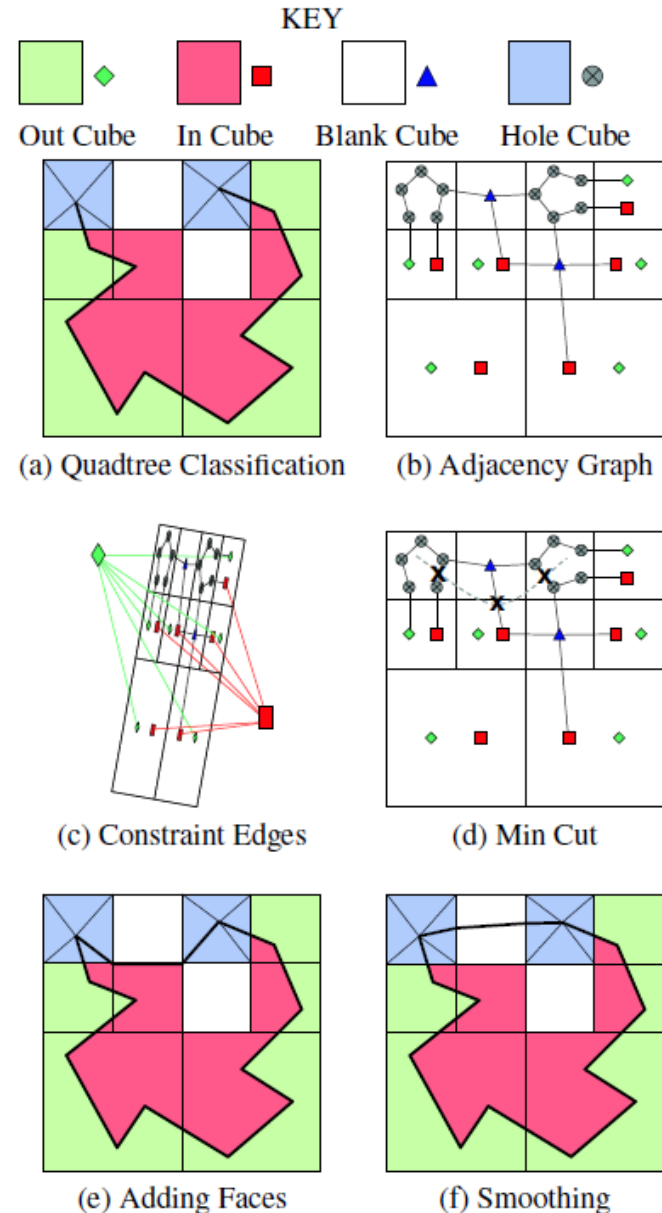 KEY
Out Cube In Cube Blank Cube Hole Cube
(a) Quadtree Classification (b) Adjacency Graph
(c) Constraint Edges (d) Min Cut
X X X
(e) Adding Faces (f) Smoothing